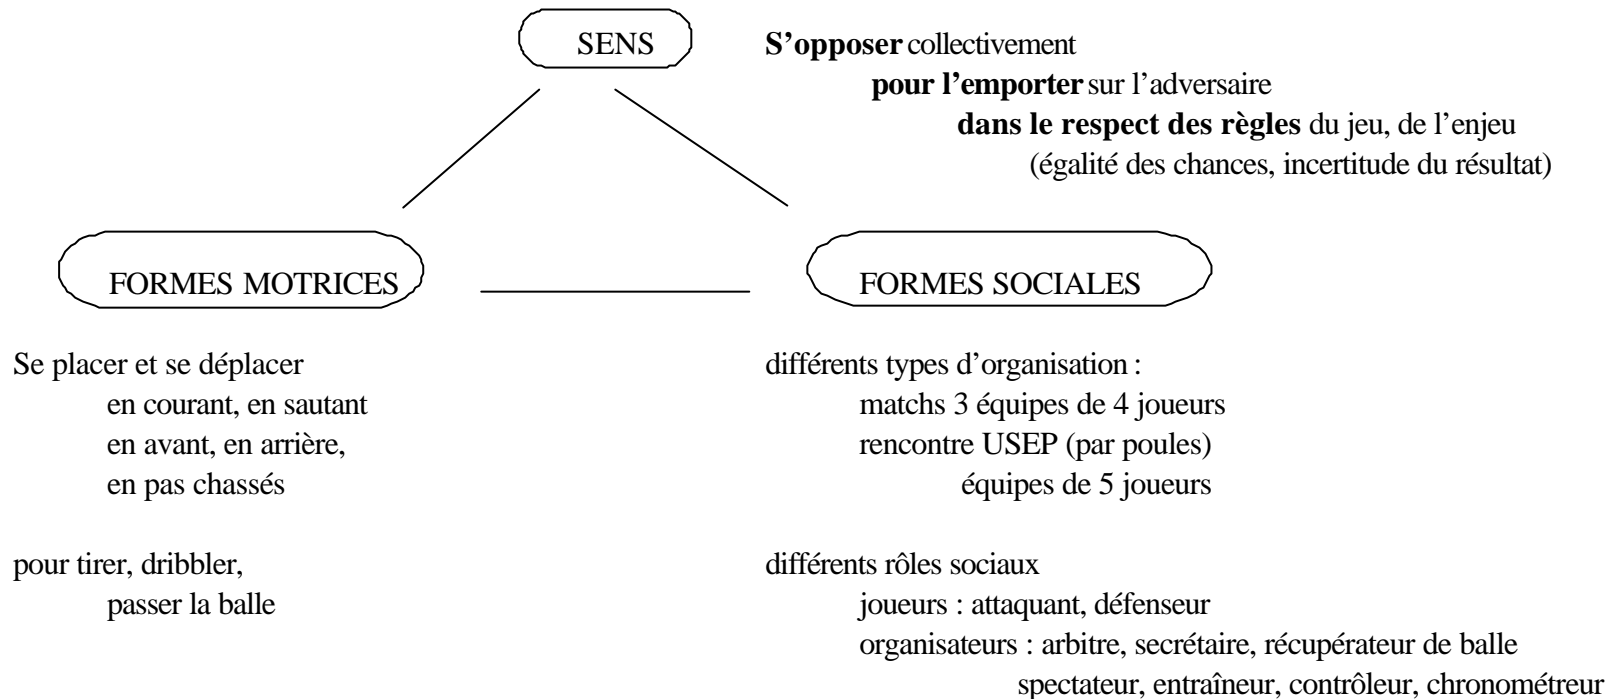 SENS
S’opposer collectivement
pour l’emporter sur l’adversaire
dans le respect des règles du jeu, de l’enjeu
(égalité des chances, incertitude du résultat)
FORMES MOTRICES
FORMES SOCIALES
Se placer et se déplacer
en courant, en sautant
en avant, en arrière,
en pas chassés
pour tirer, dribbler,
passer la balle
différents types d’organisation :
matchs 3 équipes de 4 joueurs
rencontre USEP (par poules)
équipes de 5 joueurs
différents rôles sociaux
joueurs : attaquant, défenseur
organisateurs : arbitre, secrétaire, récupérateur de balle
spectateur, entraîneur, contrôleur, chronométreur